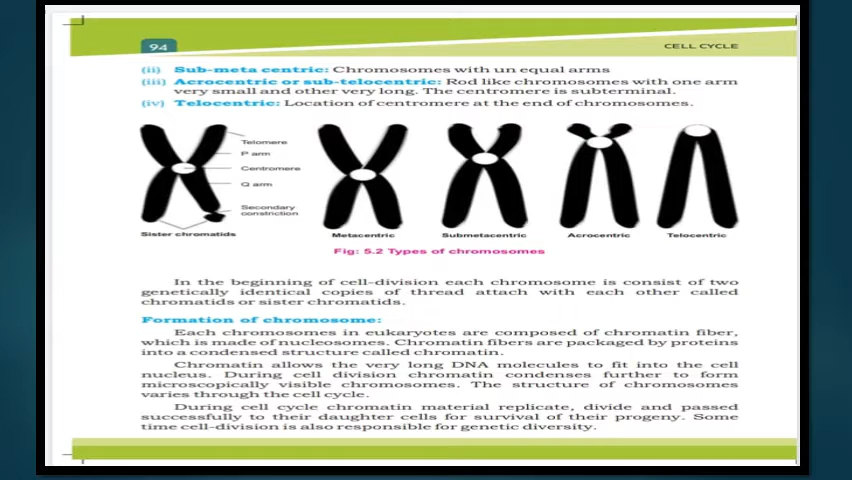 94
CELL CYCLE
(ii) Sub-meta centric: Chromosomes with un equal arms
(iii) Acrocentric or sub-telocentric: Rod like chromosomes with one arm
very small and other very long. The centromere is subterminal.
(iv) Telocentric: Location of centromere at the end of chromosomes.
Telomere
P arm
Centromere
Q arm
Secondary
constriction
Sister chromatids
Metacentric
Submetacentric
Acrocentric
Telocentric
Fig: 5.2 Types of chromosomes
In the beginning of cell-division each chromosome is consist of two
genetically identical copies of thread attach with each other called
chromatids or sister chromatids.
Formation of chromosome:
Each chromosomes in eukaryotes are composed of chromatin fiber,
which is made of nucleosomes. Chromatin fibers are packaged by proteins
into a condensed structure called chromatin.
Chromatin allows the very long DNA molecules to fit into the cell
nucleus. During cell division chromatin condenses further to form
microscopically visible chromosomes. The structure of chromosomes
varies through the cell cycle.
During cell cycle chromatin material replicate, divide and passed
successfully to their daughter cells for survival of their progeny. Some
time cell-division is also responsible for genetic diversity.